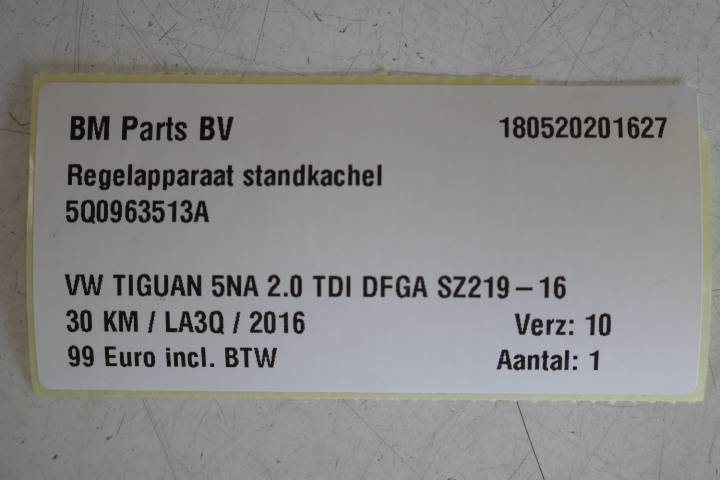 BM Parts BV 180520201627
Regelapparaat standkachel
5Q0963513A
VW TIGUAN 5NA 2.0 TDI DFGA SZ219-16
30 KM / LA3Q / 2016 Verz: 10
99 Euro incl. BTW Aantal: 1